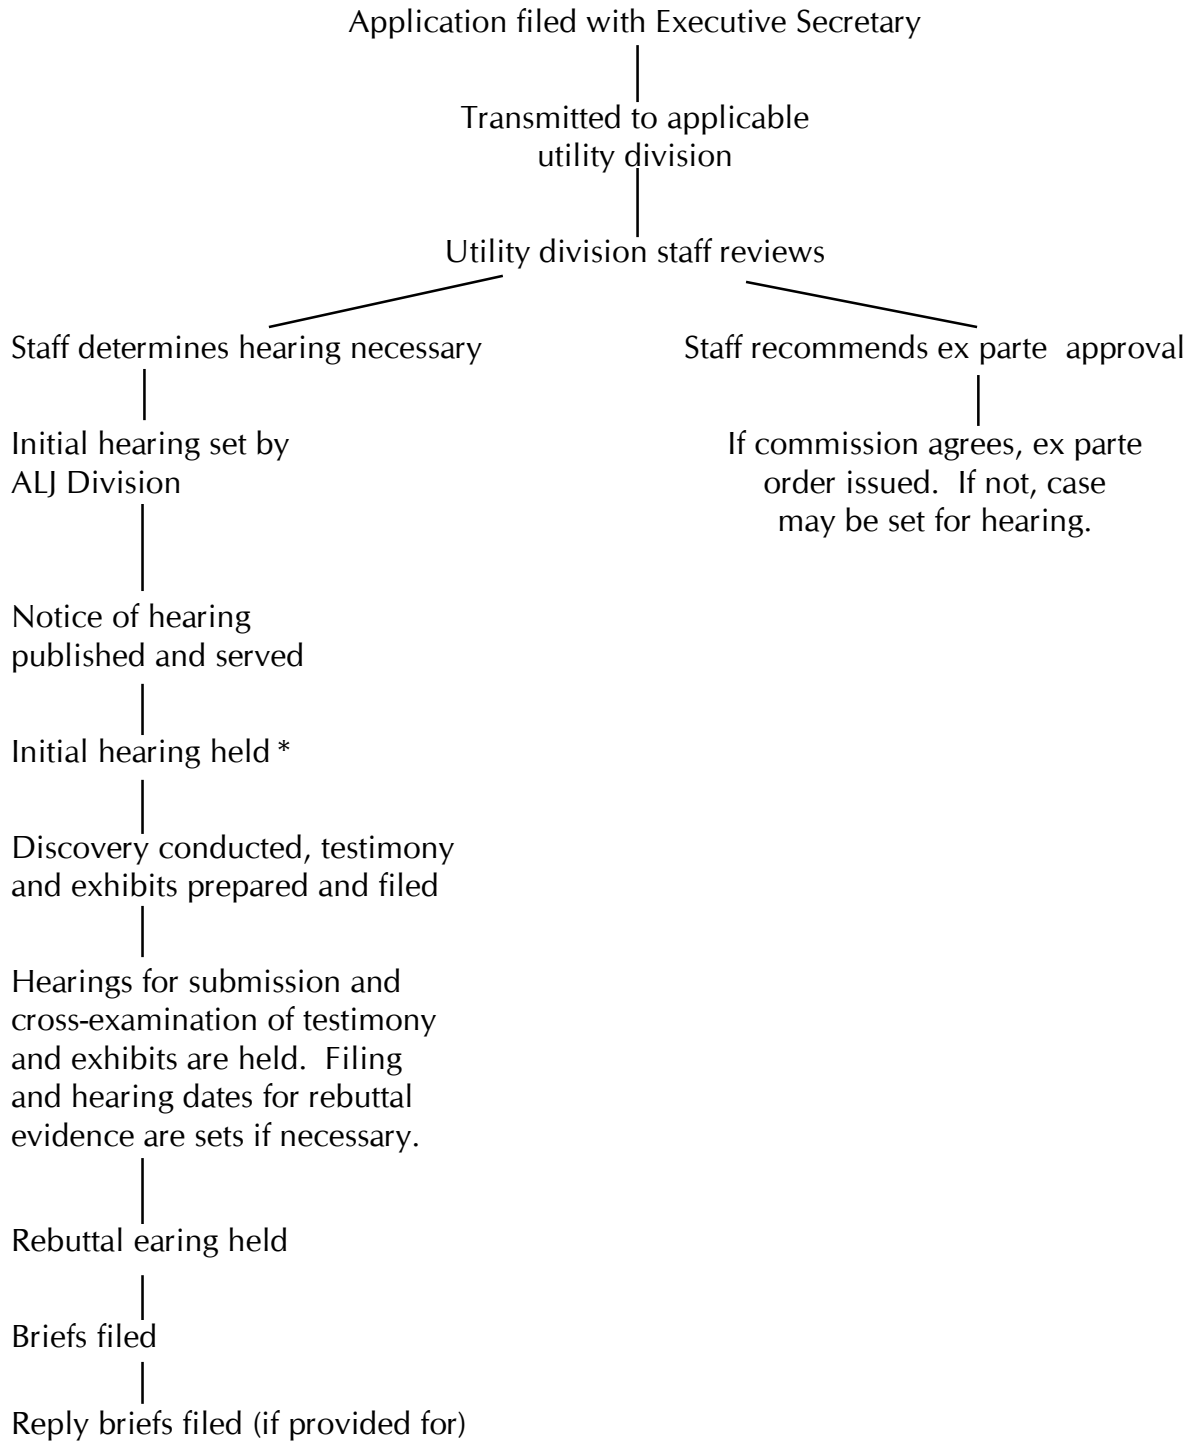 Application filed with Executive Secretary
Transmitted to applicable
utility division
Utility division staff reviews
Staff determines hearing necessary
Staff recommends ex parte  approval
Initial hearing set by
ALJ Division
If commission agrees, ex parte
order issued.  If not, case
may be set for hearing.
Notice of hearing
published and served
Initial hearing held *
Discovery conducted, testimony
and exhibits prepared and filed
Hearings for submission and
cross-examination of testimony
and exhibits are held.  Filing
and hearing dates for rebuttal
evidence are sets if necessary.
Rebuttal earing held
Briefs filed
Reply briefs filed (if provided for)